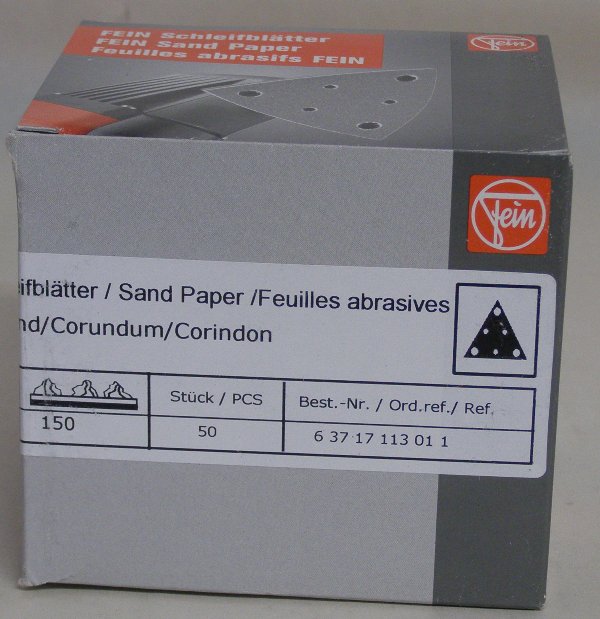 FEIN Schleifblätter
FEIN Sand Paper
Feuilles abrasifs FEIN
Fein
Fein
eifblätter / Sand Paper /Feuilles abrasives
nd/Corundum/Corindon
Stück / PCS
Best.-Nr. / Ord.ref./ Ref.
150
50
6 37 17 113 01 1